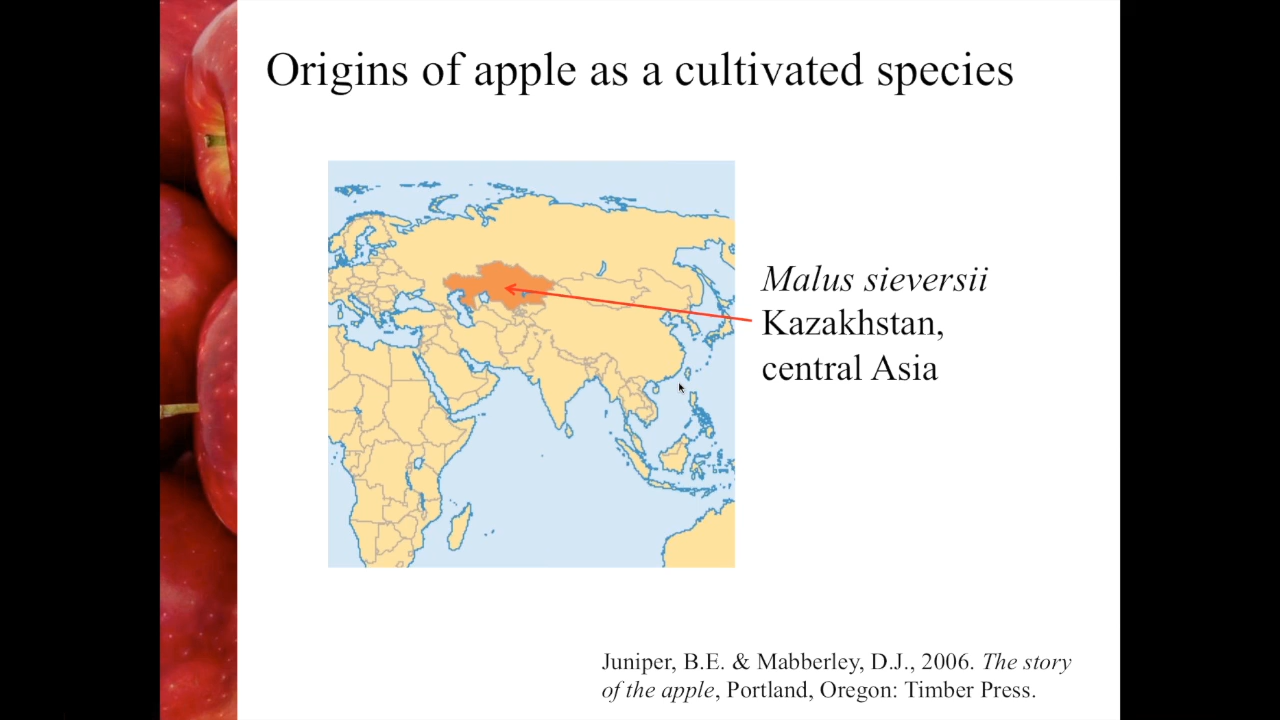 Origins of apple as a cultivated species
Malus sieversii
Kazakhstan,
central Asia
Juniper, B.E. & Mabberley, D.J., 2006. The story
of the apple, Portland, Oregon: Timber Press.